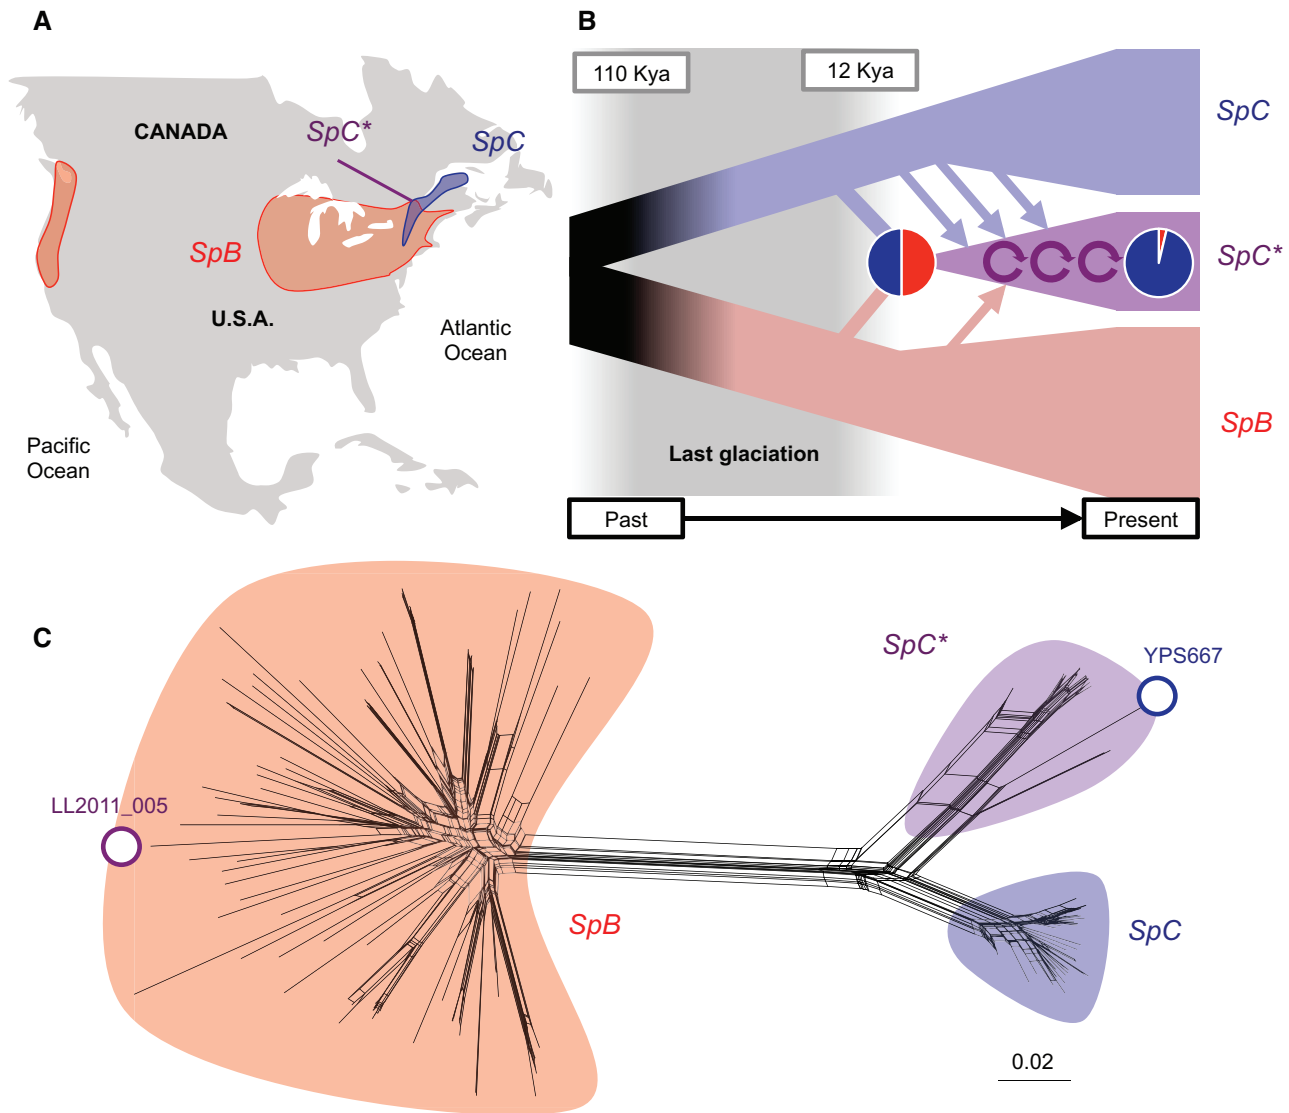 A
B
110 Kya
12 Kya
CANADA
SpC*
SpC
SpC
SpB
SpC*
U.S.A.
Atlantic
Ocean
Pacific
Ocean
SpB
Last glaciation
Past
Present
C
SpC*
YPS667
LL2011_005
SpB
SpC
0.02